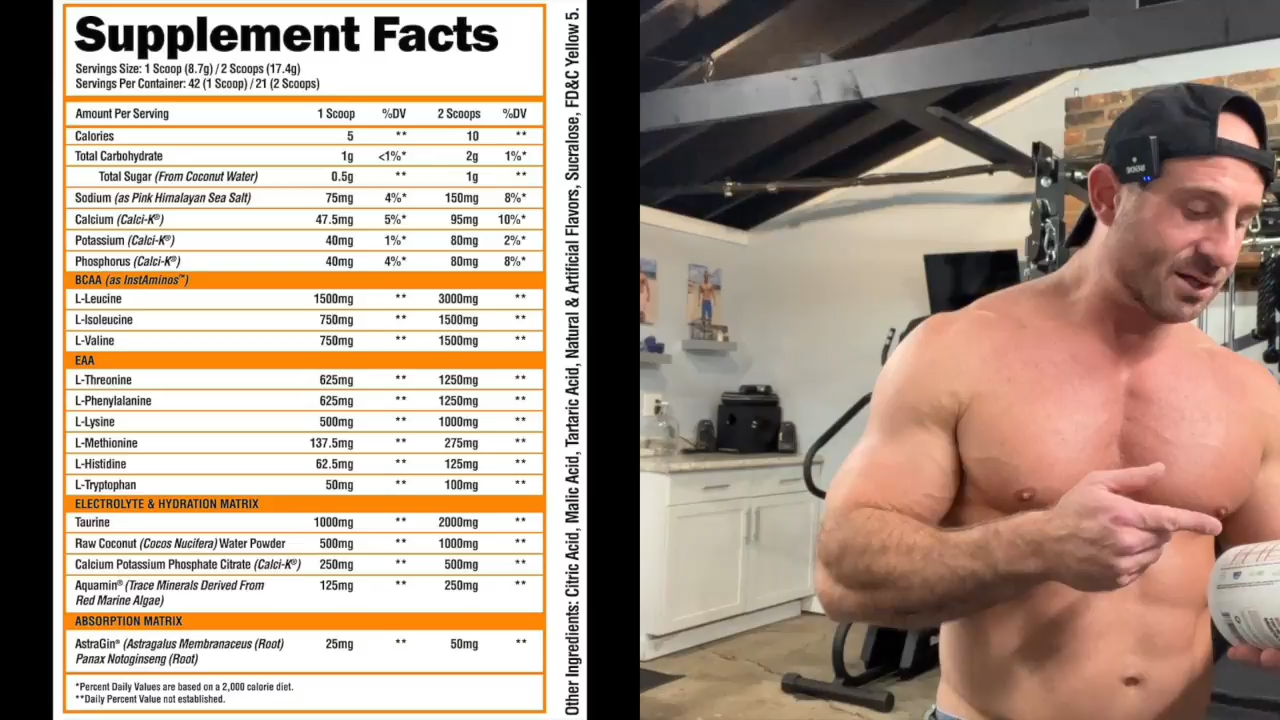 Supplement Facts
Servings Size: 1 Scoop (8.7g) / 2 Scoops (17.4g)
Servings Per Container: 42 (1 Scoop) / 21 (2 Scoops)
Amount Per Serving 1 Scoop %DV 2 Scoops %DV
Calories 5 ** 10 **
Total Carbohydrate 1g <1%* 2g 1%*
Total Sugar (From Coconut Water) 0.5g ** 1g **
Sodium (as Pink Himalayan Sea Salt) 75mg 4%* 150mg 8%*
Calcium (Calci-K®) 47.5mg 5%* 95mg 10%*
Potassium (Calci-K®) 40mg 1%* 80mg 2%*
Phosphorus (Calci-K®) 40mg 4%* 80mg 8%*
BCAA (as InstAminos™)
L-Leucine 1500mg ** 3000mg **
L-Isoleucine 750mg ** 1500mg **
L-Valine 750mg ** 1500mg **
EAA
L-Threonine 625mg ** 1250mg **
L-Phenylalanine 625mg ** 1250mg **
L-Lysine 500mg ** 1000mg **
L-Methionine 137.5mg ** 275mg **
L-Histidine 62.5mg ** 125mg **
L-Tryptophan 50mg ** 100mg **
ELECTROLYTE & HYDRATION MATRIX
Taurine 1000mg ** 2000mg **
Raw Coconut (Cocos Nucifera) Water Powder 500mg ** 1000mg **
Calcium Potassium Phosphate Citrate (Calci-K®) 250mg ** 500mg **
Aquamin® (Trace Minerals Derived From 125mg ** 250mg **
Red Marine Algae)
ABSORPTION MATRIX
AstraGin® (Astragalus Membranaceus (Root) 25mg ** 50mg **
Panax Notoginseng (Root)
*Percent Daily Values are based on a 2,000 calorie diet.
**Daily Percent Value not established.
Other Ingredients: Citric Acid, Malic Acid, Tartaric Acid, Natural & Artificial Flavors, Sucralose, FD&C Yellow 5.